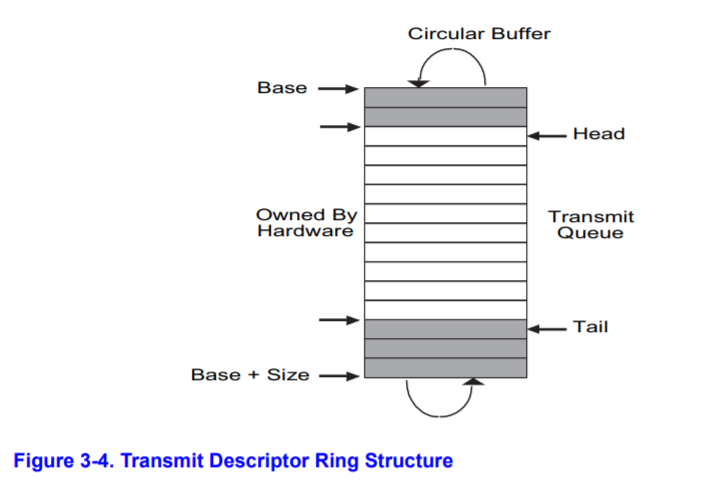 Circular Buffer
Base
Head
Owned By
Hardware
Transmit
Queue
Tail
Base + Size
Figure 3-4. Transmit Descriptor Ring Structure